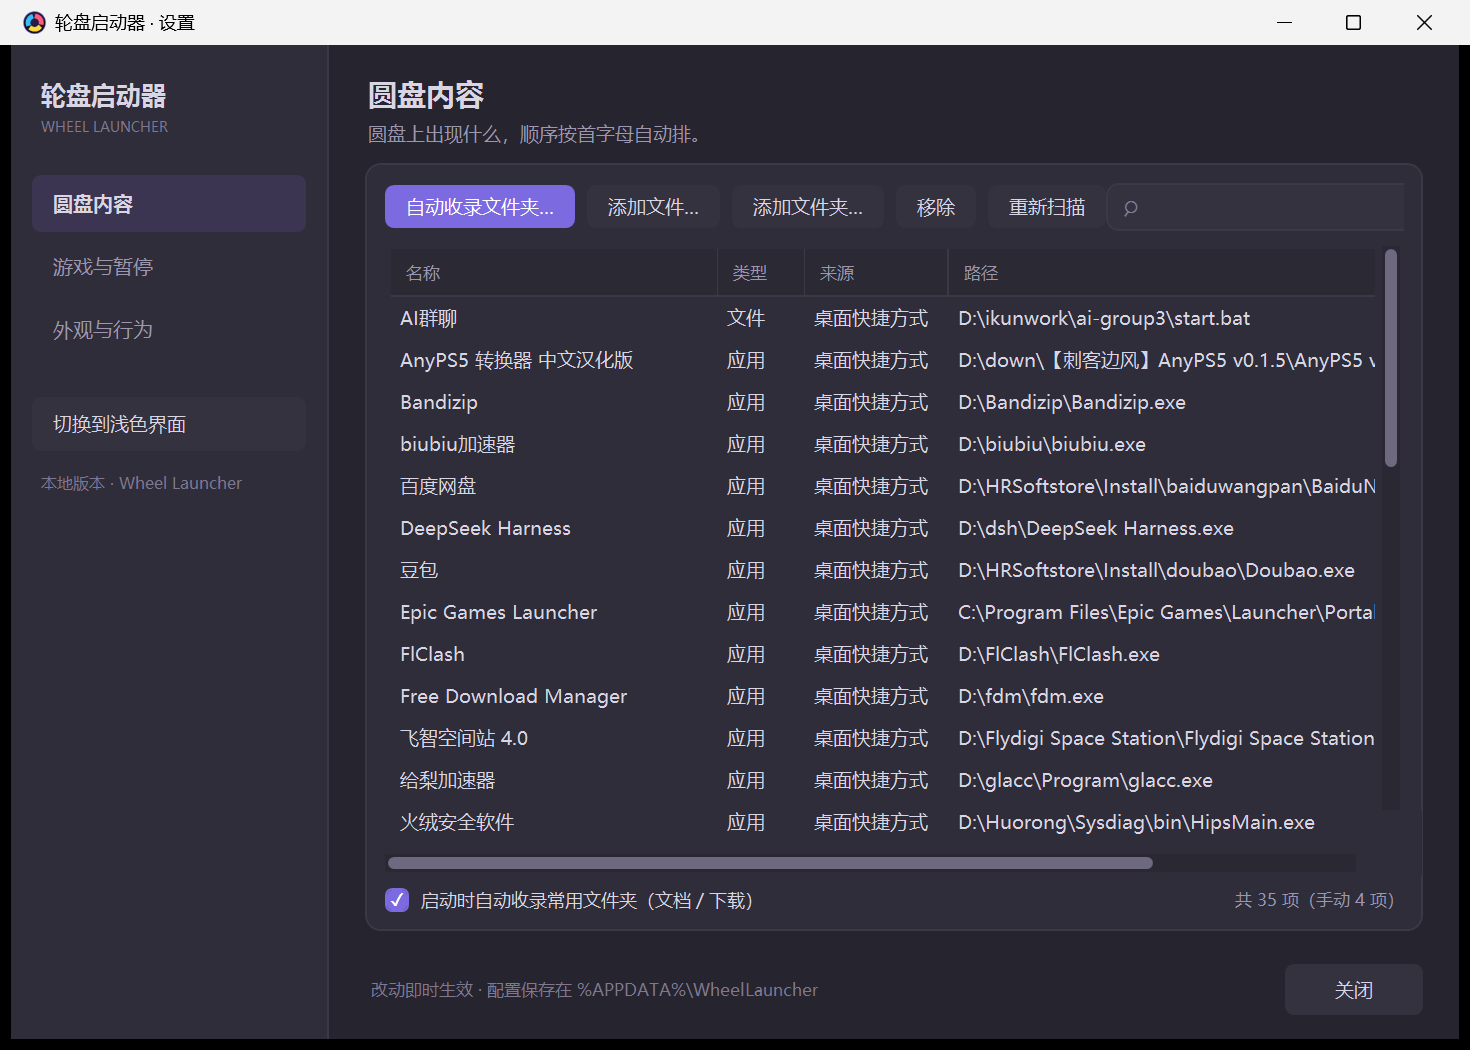 轮盘启动器 · 设置
轮盘启动器
WHEEL LAUNCHER
圆盘内容
游戏与暂停
外观与行为
切换到浅色界面
本地版本 · Wheel Launcher
圆盘内容
圆盘上出现什么，顺序按首字母自动排。
自动收录文件夹... 添加文件... 添加文件夹... 移除 重新扫描
名称 类型 来源 路径
AI群聊 文件 桌面快捷方式 D:\ikunwork\ai-group3\start.bat
AnyPS5 转换器 中文汉化版 应用 桌面快捷方式 D:\down\【刺客边风】AnyPS5 v0.1.5\AnyPS5 v
Bandizip 应用 桌面快捷方式 D:\Bandizip\Bandizip.exe
biubiu加速器 应用 桌面快捷方式 D:\biubiu\biubiu.exe
百度网盘 应用 桌面快捷方式 D:\HRSoftstore\Install\baiduwangpan\BaiduN
DeepSeek Harness 应用 桌面快捷方式 D:\dsh\DeepSeek Harness.exe
豆包 应用 桌面快捷方式 D:\HRSoftstore\Install\doubao\Doubao.exe
Epic Games Launcher 应用 桌面快捷方式 C:\Program Files\Epic Games\Launcher\Portal
FlClash 应用 桌面快捷方式 D:\FlClash\FlClash.exe
Free Download Manager 应用 桌面快捷方式 D:\fdm\fdm.exe
飞智空间站 4.0 应用 桌面快捷方式 D:\Flydigi Space Station\Flydigi Space Station
给梨加速器 应用 桌面快捷方式 D:\glacc\Program\glacc.exe
火绒安全软件 应用 桌面快捷方式 D:\Huorong\Sysdiag\bin\HipsMain.exe
启动时自动收录常用文件夹（文档 / 下载） 共 35 项（手动 4 项）
改动即时生效 · 配置保存在 %APPDATA%\WheelLauncher 关闭